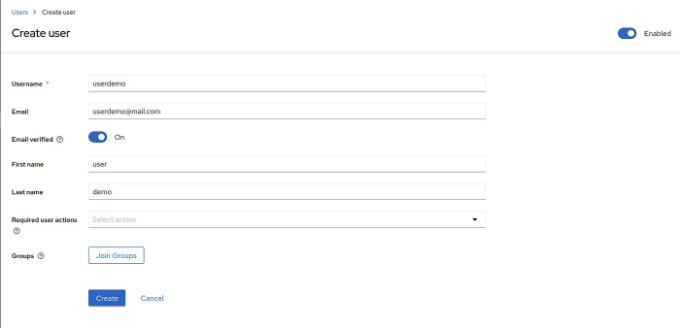 Users > Create user
Create user
Enabled
Username *
userdemo
Email
userdemo@mail.com
Email verified
On
First name
user
Last name
demo
Required user actions
Select action
Groups
Join Groups
Create
Cancel